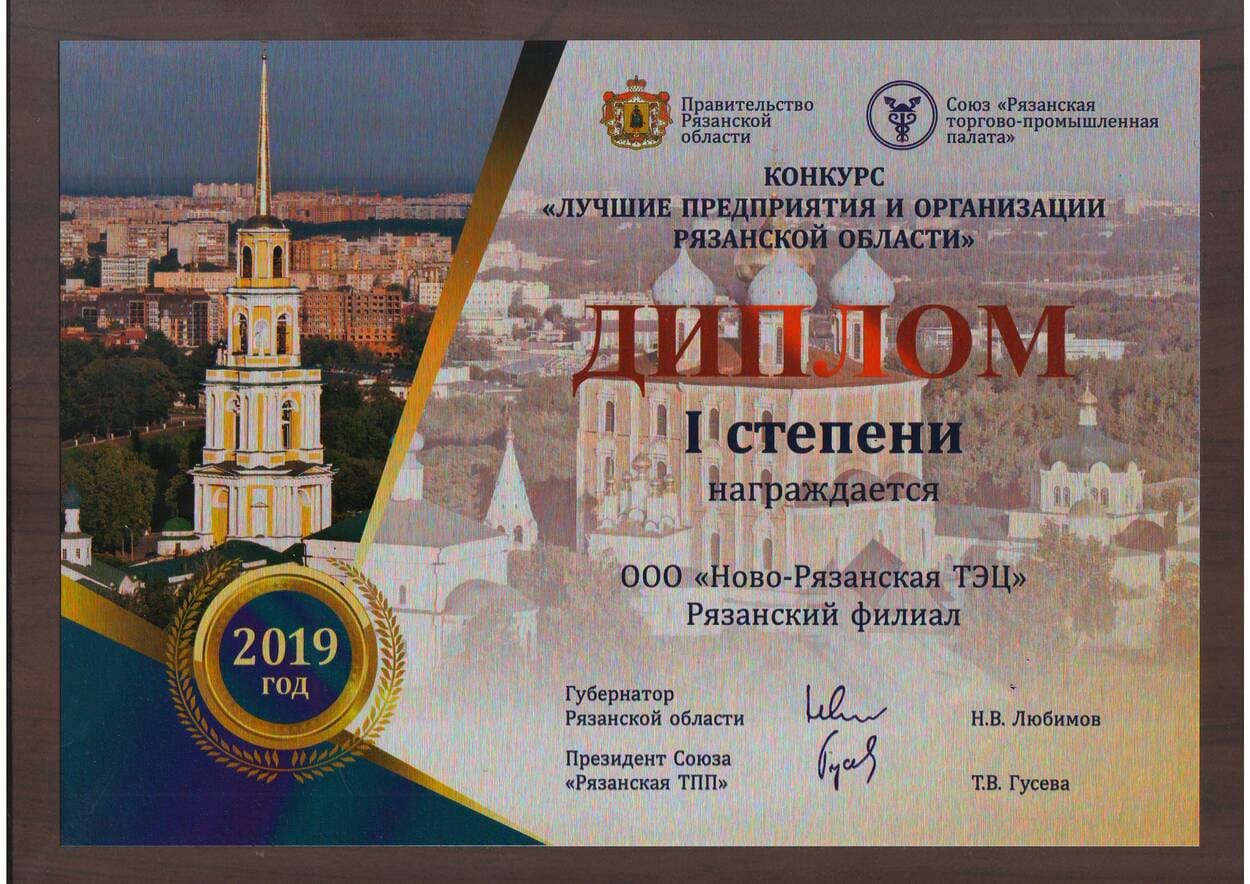 Правительство
Рязанской
области
Союз «Рязанская
торгово-промышленная
палата»
КОНКУРС
«ЛУЧШИЕ ПРЕДПРИЯТИЯ И ОРГАНИЗАЦИИ
РЯЗАНСКОЙ ОБЛАСТИ»
ДИПЛОМ
I степени
награждается
ООО «Ново-Рязанская ТЭЦ»
Рязанский филиал
2019
год
Губернатор
Рязанской области
Н.В. Любимов
Президент Союза
«Рязанская ТПП»
Т.В. Гусева